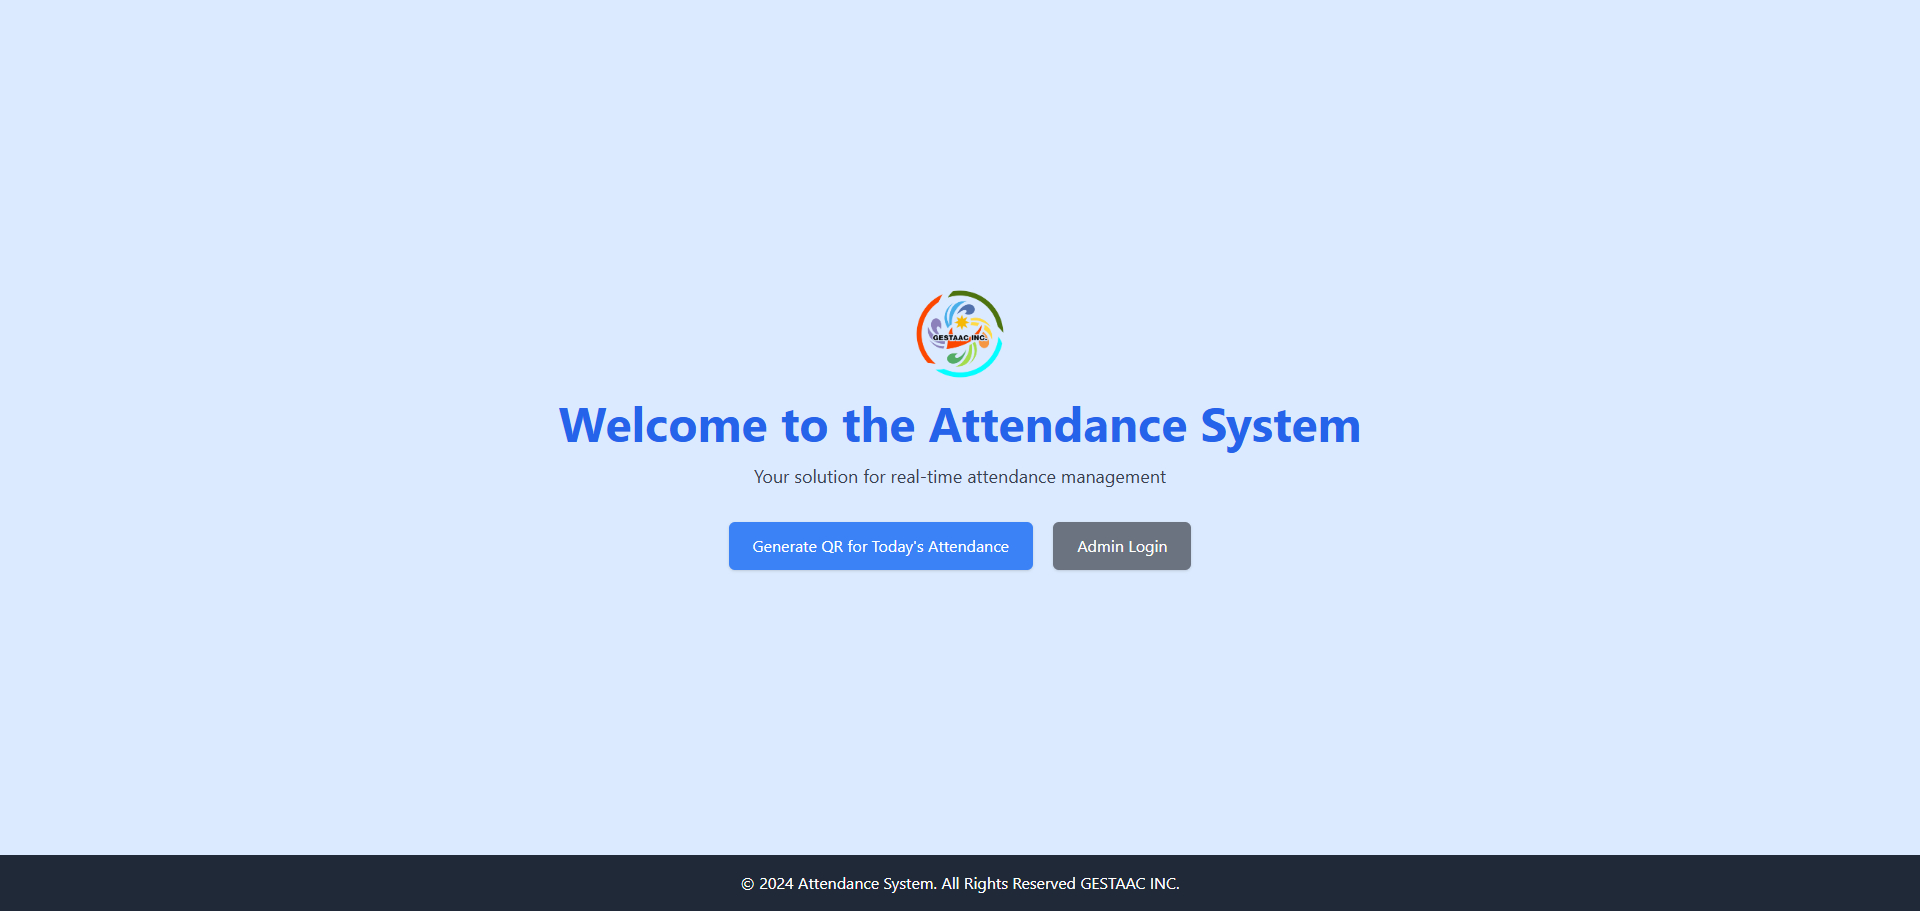 GESTAAC INC.
Welcome to the Attendance System
Your solution for real-time attendance management
Generate QR for Today's Attendance
Admin Login
© 2024 Attendance System. All Rights Reserved GESTAAC INC.